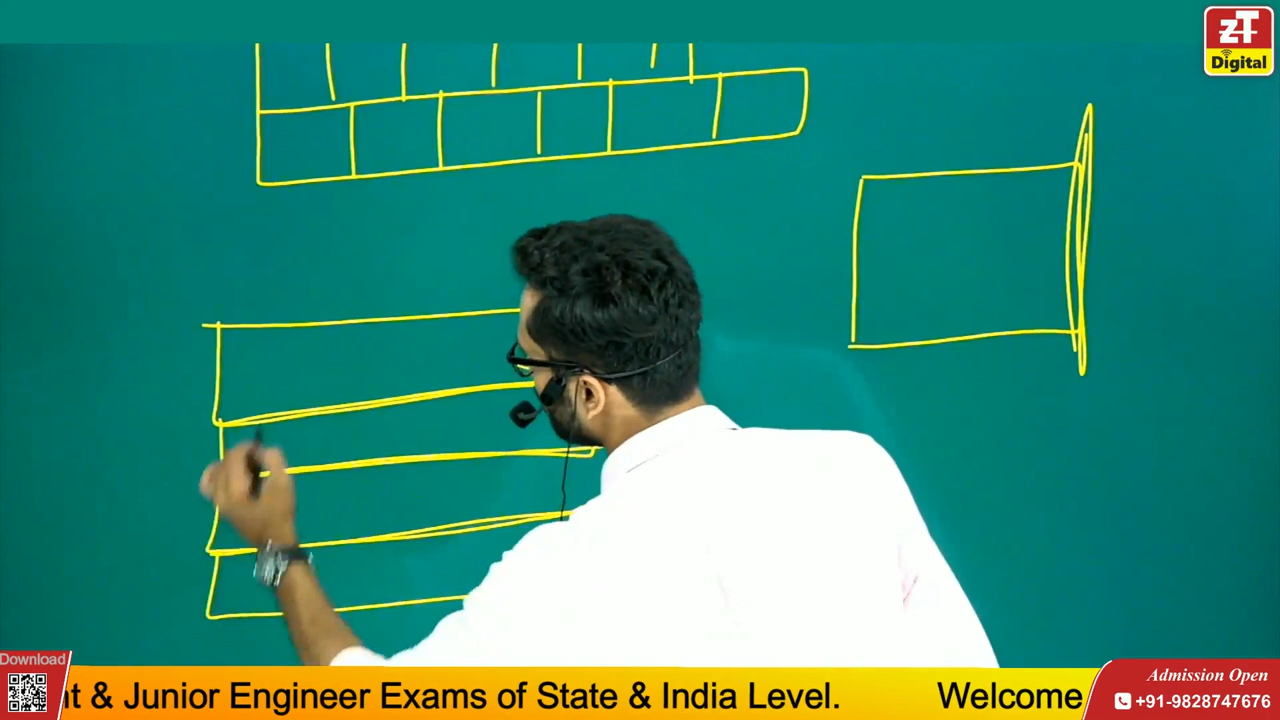 ZT
Digital
Download
nt & Junior Engineer Exams of State & India Level. Welcome
Admission Open
+91-9828747676